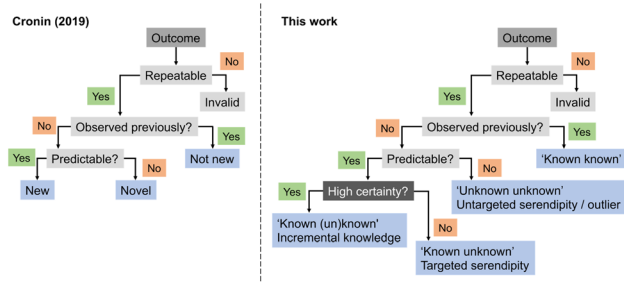 Cronin (2019)
Outcome
Repeatable
No
Yes
Invalid
No
Observed previously?
Yes
Yes
Predictable?
No
Not new
New
Novel
This work
Outcome
No
Repeatable
Yes
Invalid
No
Observed previously?
Yes
Yes
Predictable?
No
'Known known'
Yes
High certainty?
'Unknown unknown'
Untargeted serendipity / outlier
'Known (un)known'
Incremental knowledge
No
'Known unknown'
Targeted serendipity